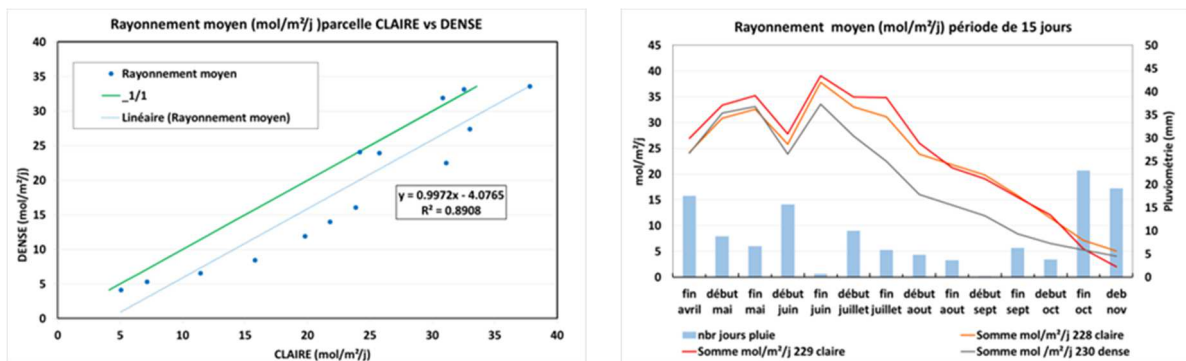 Rayonnement moyen (mol/m²/j )parcelle CLAIRE vs DENSE
40
35
30
25
20
15
10
5
0
DENSE (mol/m²/j)
Rayonnement moyen
_1/1
Linéaire (Rayonnement moyen)
y = 0.9972x - 4.0765
R² = 0.8908
0 5 10 15 20 25 30 35 40
CLAIRE (mol/m²/j)
Rayonnement moyen (mol/m²/j) période de 15 jours
45
40
35
30
25
20
15
10
5
0
mol/m²/j
50
45
40
35
30
25
20
15
10
5
0
Pluviométrie (mm)
fin début fin début fin début fin début fin début fin debut fin deb
avril mai mai juin juin juillet juillet aout aout sept sept oct oct nov
nbr jours pluie
Somme mol/m²/j 228 claire
Somme mol/m²/j 229 claire
Somme mol /m²/j 230 dense